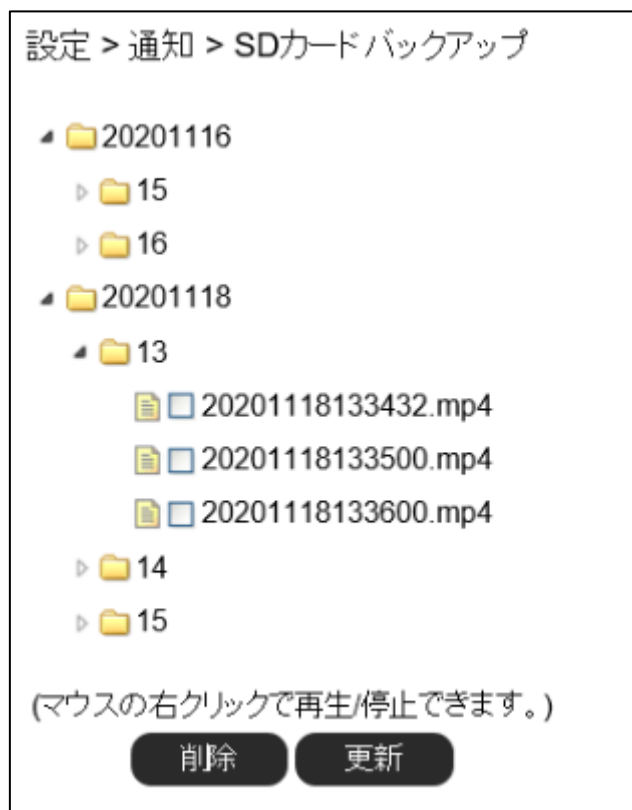 設定 > 通知 > SDカードバックアップ
20201116
15
16
20201118
13
20201118133432.mp4
20201118133500.mp4
20201118133600.mp4
14
15
(マウスの右クリックで再生/停止できます。)
削除 更新